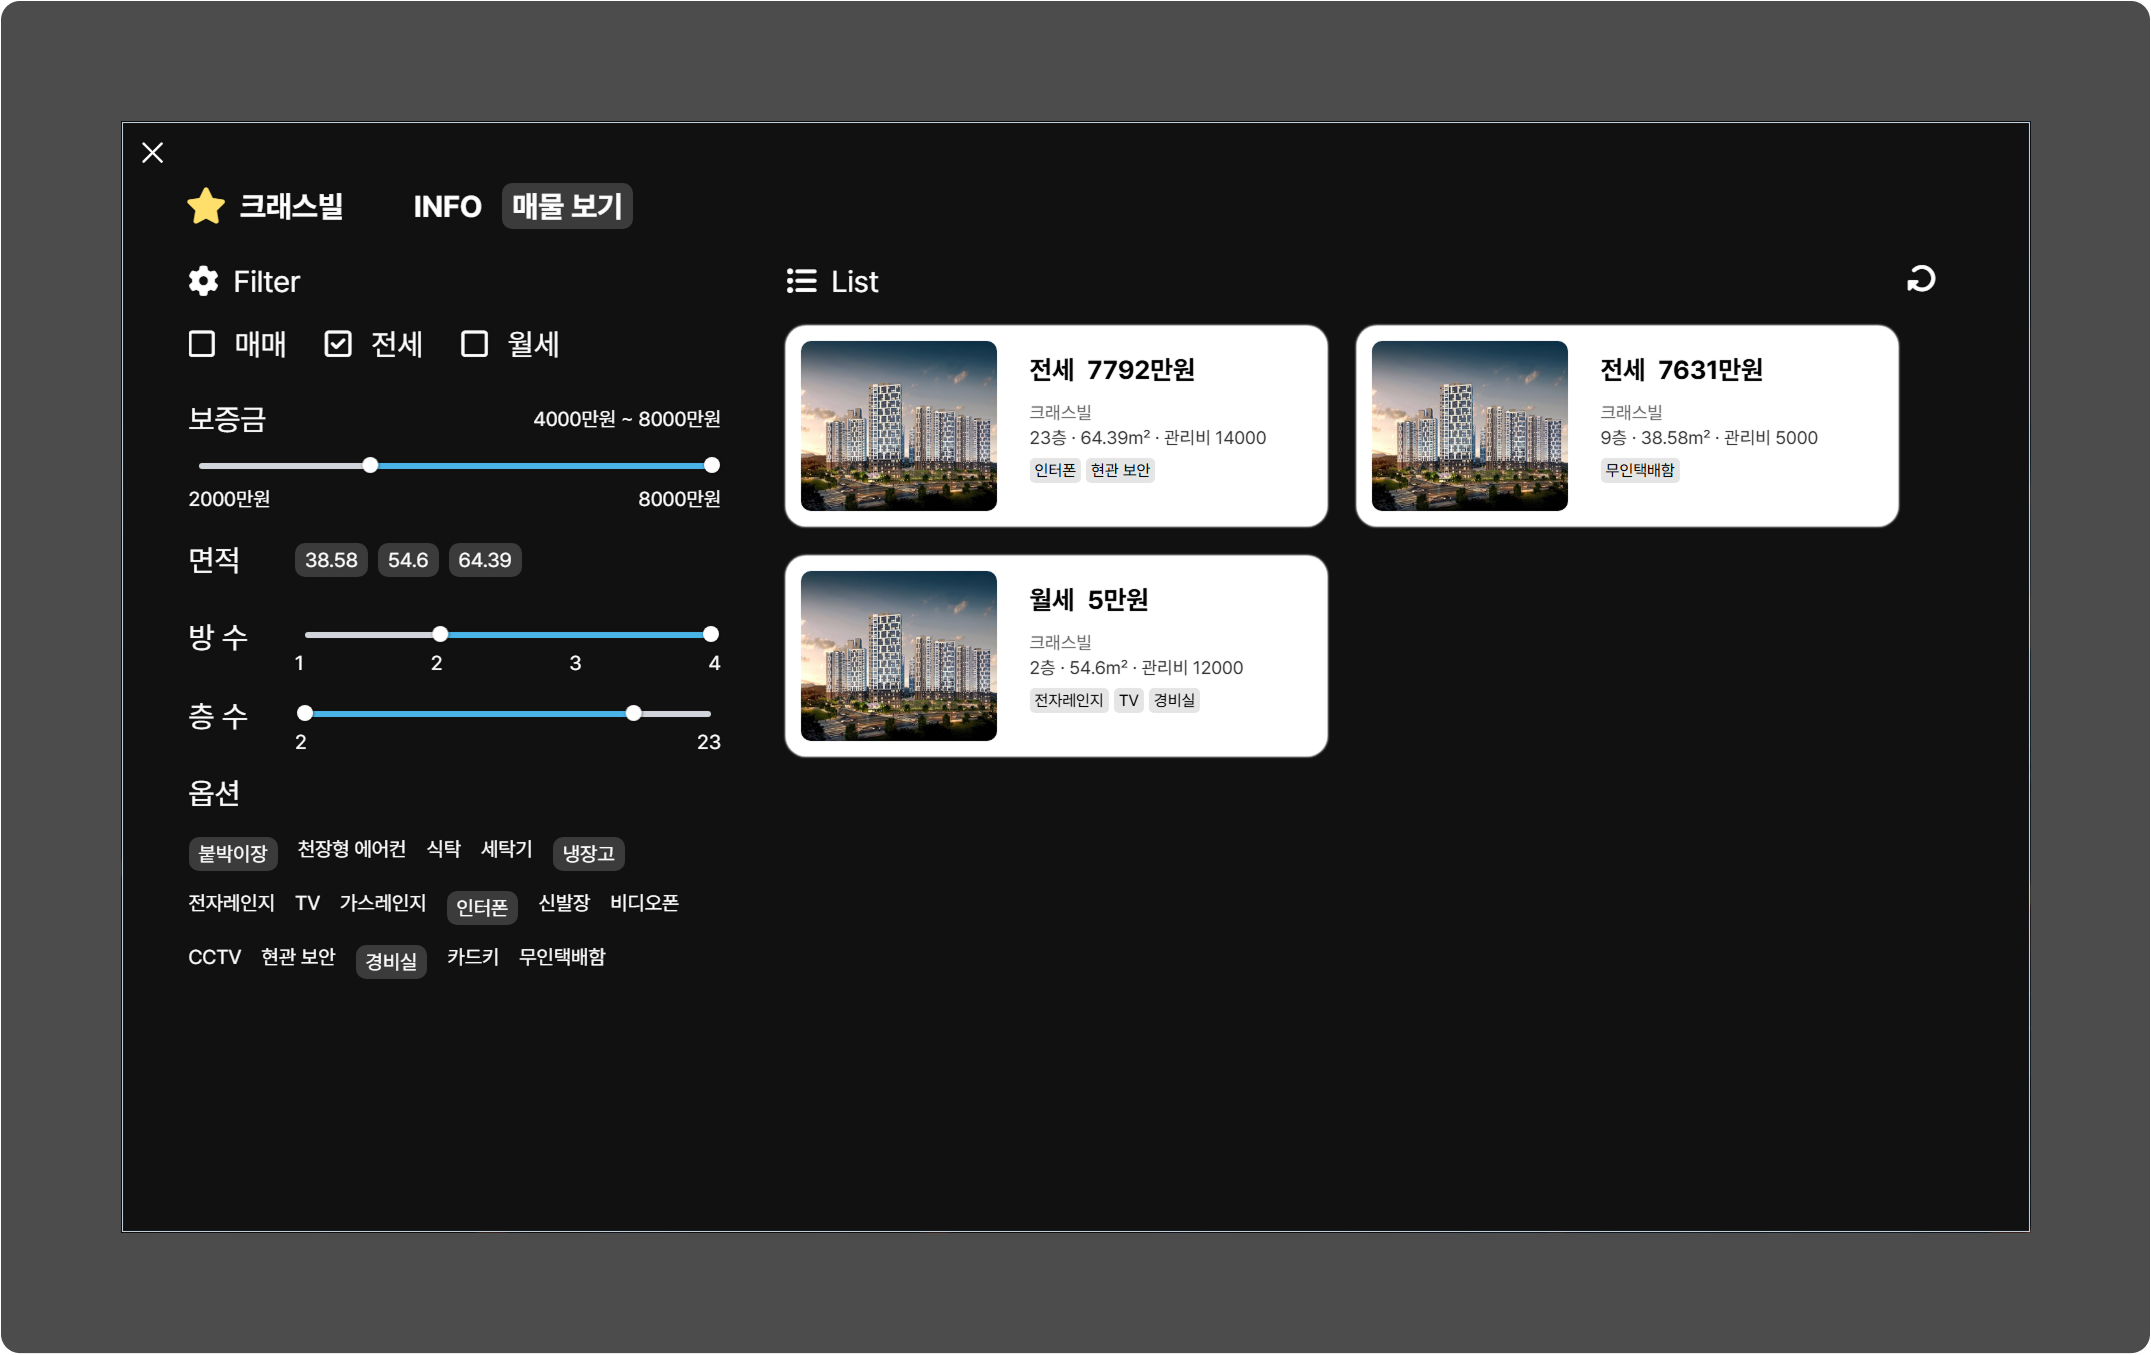 크래스빌 INFO 매물 보기
Filter
매매 전세 월세
보증금 4000만원 ~ 8000만원
2000만원 8000만원
면적 38.58 54.6 64.39
방 수
1 2 3 4
층 수
2 23
옵션
붙박이장 천장형 에어컨 식탁 세탁기 냉장고
전자레인지 TV 가스레인지 인터폰 신발장 비디오폰
CCTV 현관 보안 경비실 카드키 무인택배함
List
전세 7792만원
크래스빌
23층 · 64.39m² · 관리비 14000
인터폰 현관 보안
전세 7631만원
크래스빌
9층 · 38.58m² · 관리비 5000
무인택배함
월세 5만원
크래스빌
2층 · 54.6m² · 관리비 12000
전자레인지 TV 경비실